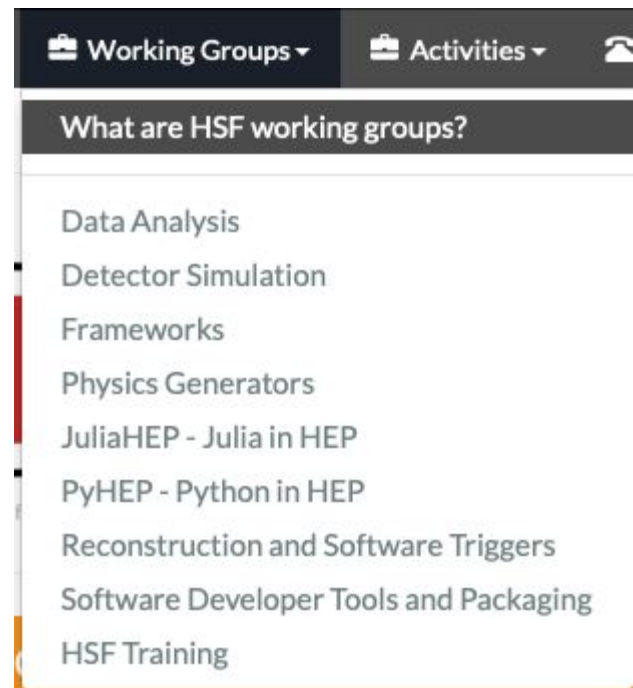 Working Groups Activities
What are HSF working groups?
Data Analysis
Detector Simulation
Frameworks
Physics Generators
JuliaHEP - Julia in HEP
PyHEP - Python in HEP
Reconstruction and Software Triggers
Software Developer Tools and Packaging
HSF Training